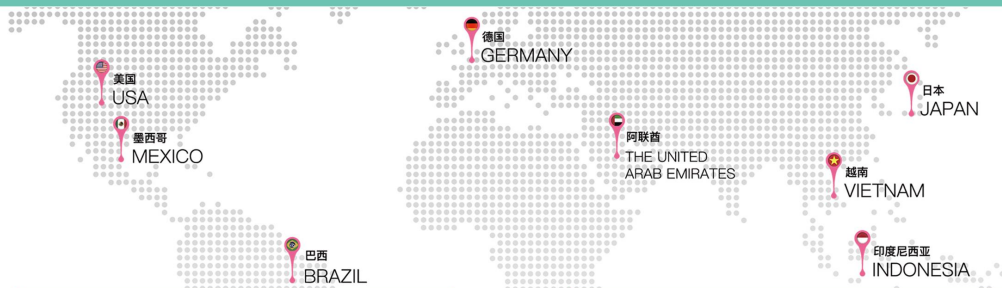 德国
GERMANY
美国
USA
日本
JAPAN
墨西哥
MEXICO
阿联酋
THE UNITED
ARAB EMIRATES
越南
VIETNAM
巴西
BRAZIL
印度尼西亚
INDONESIA